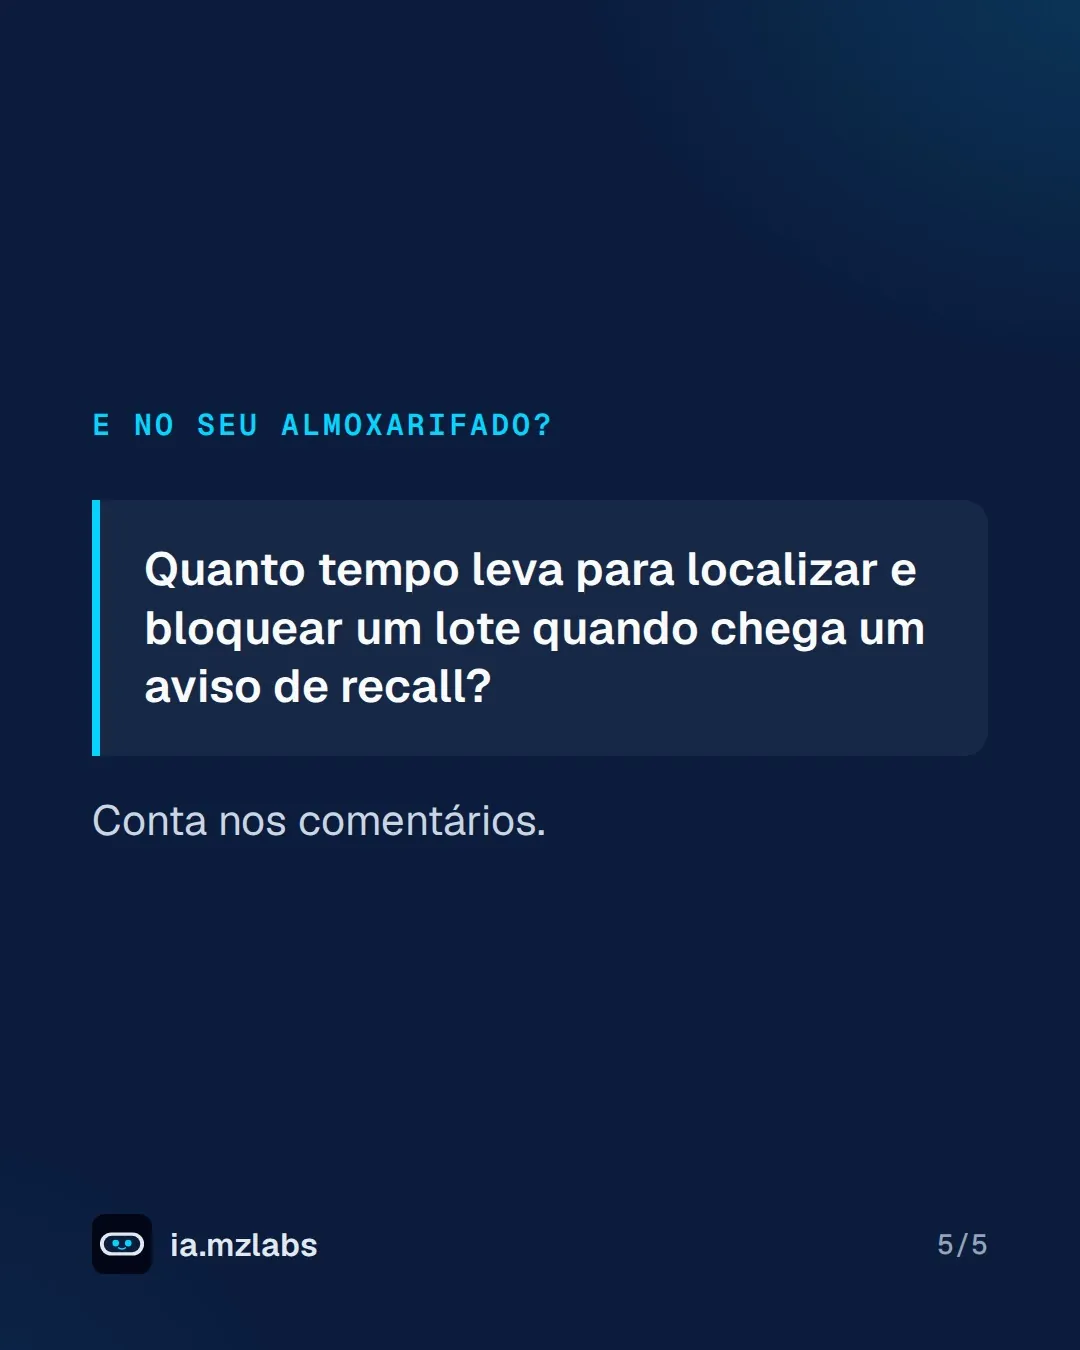 E NO SEU ALMOXARIFADO?
Quanto tempo leva para localizar e
bloquear um lote quando chega um
aviso de recall?
Conta nos comentários.
ia.mzlabs
5/5